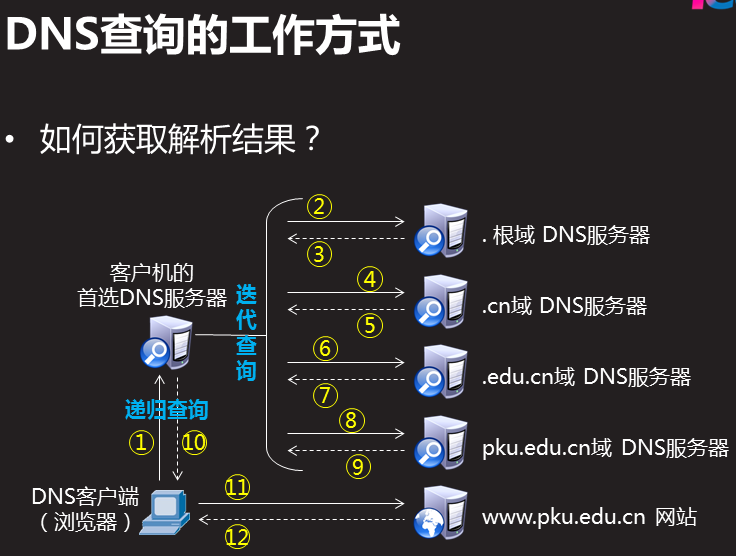 DNS查询的工作方式
• 如何获取解析结果？
②
③
. 根域 DNS服务器
客户机的
首选DNS服务器
迭代查询
④
⑤
.cn域 DNS服务器
⑥
⑦
.edu.cn域 DNS服务器
递归查询
①
⑩
⑧
⑨
pku.edu.cn域 DNS服务器
DNS客户端
（浏览器）
⑪
⑫
www.pku.edu.cn 网站